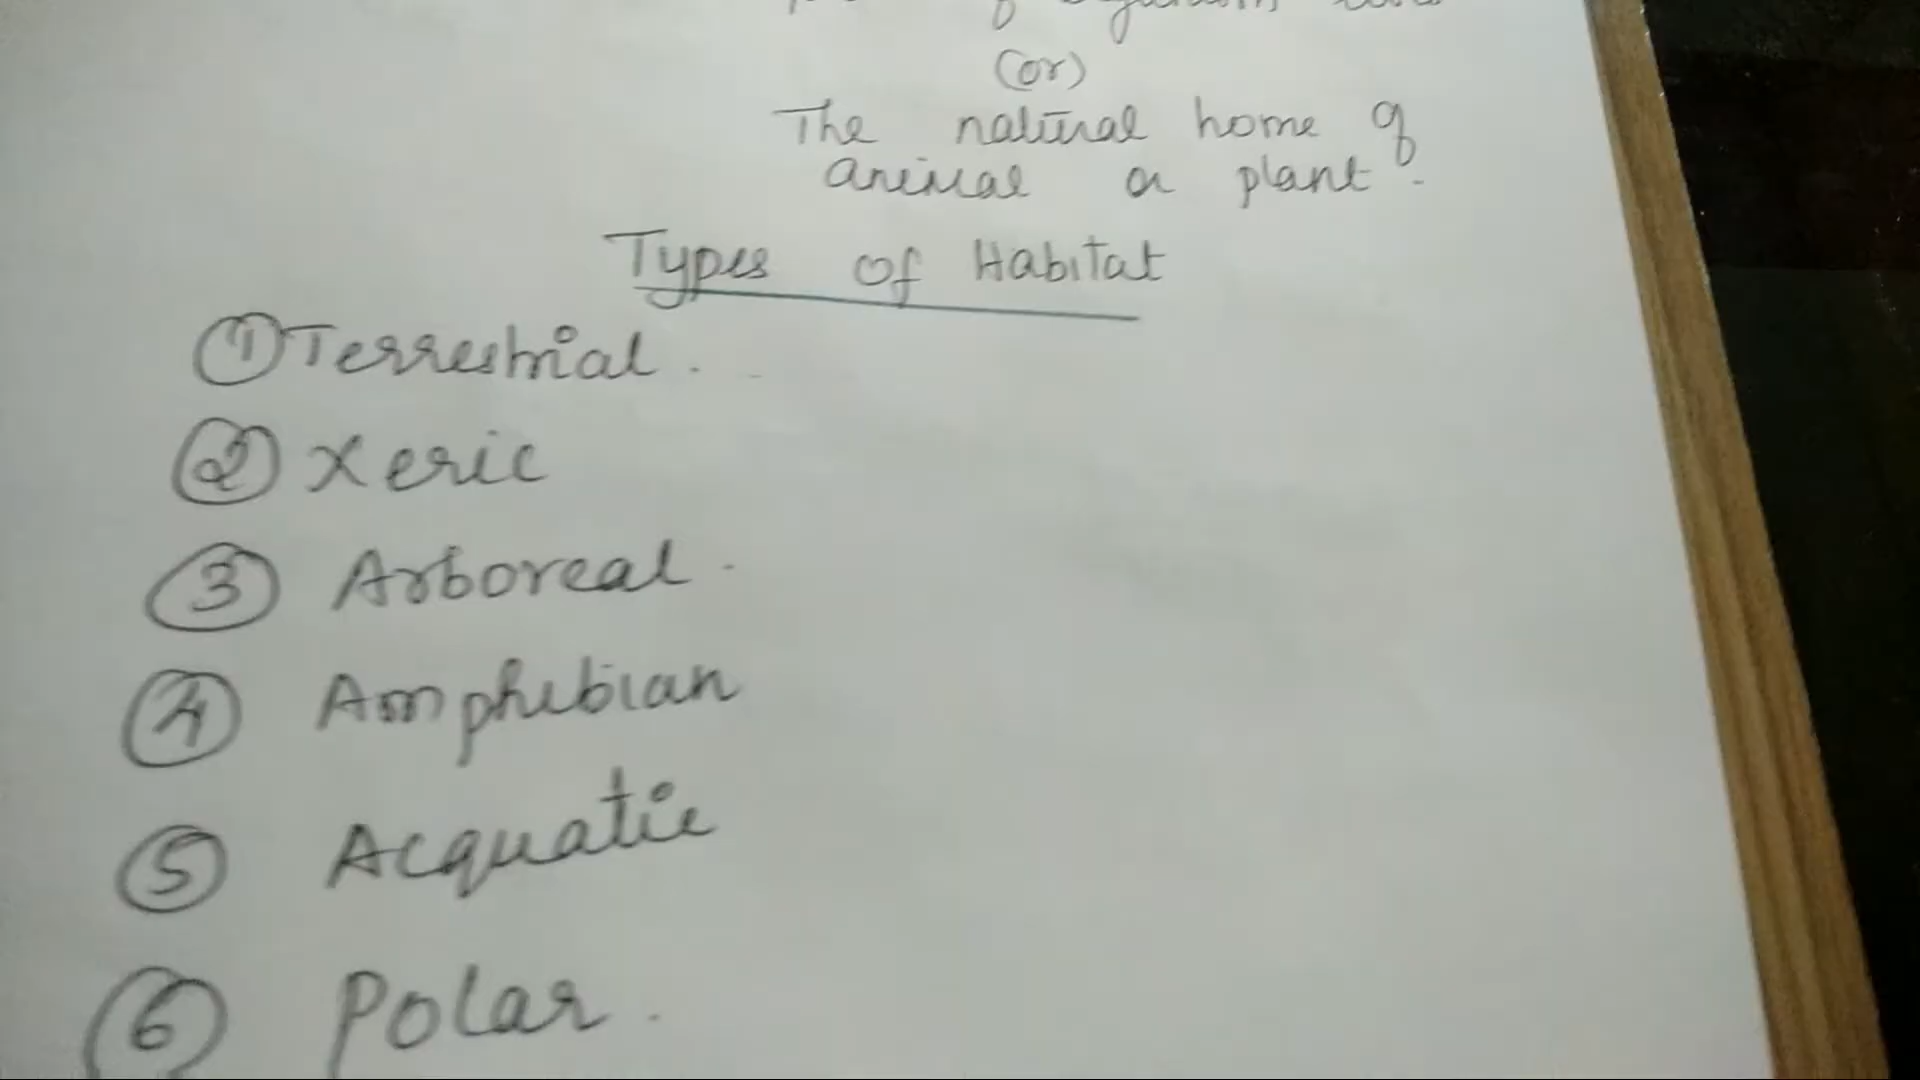 of
(or)
The natural home of
animal or plant.
Types Of Habitat
① Terrestrial.
② Xeric
③ Arboreal.
④ Amphibian
⑤ Acquatic
⑥ Polar.